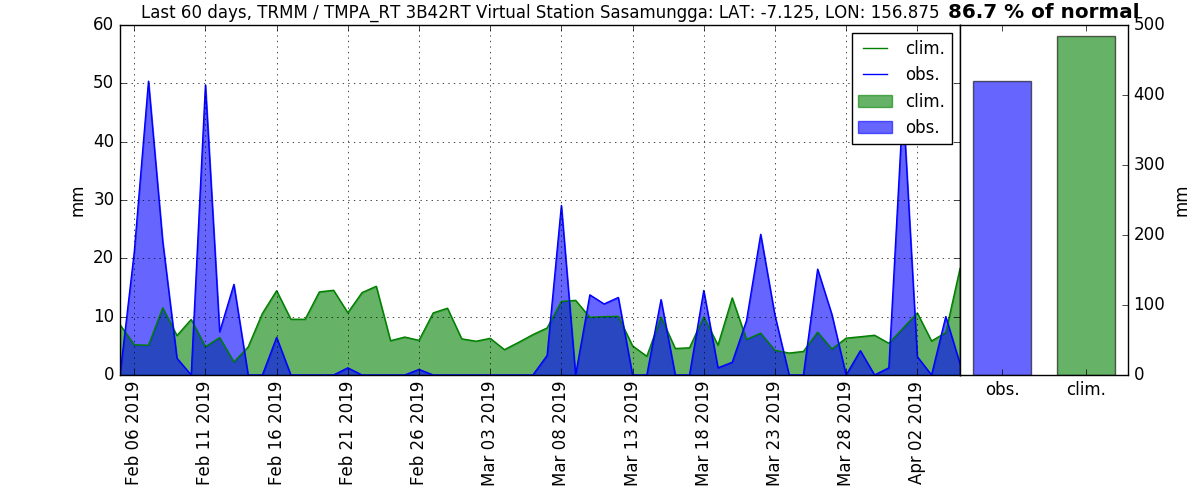 Last 60 days, TRMM / TMPA_RT 3B42RT Virtual Station Sasamungga: LAT: -7.125, LON: 156.875
86.7 % of normal
clim.
obs.
clim.
obs.
mm
60
50
40
30
20
10
0
Feb 06 2019
Feb 11 2019
Feb 16 2019
Feb 21 2019
Feb 26 2019
Mar 03 2019
Mar 08 2019
Mar 13 2019
Mar 18 2019
Mar 23 2019
Mar 28 2019
Apr 02 2019
obs.
clim.
500
400
300
200
100
0
mm